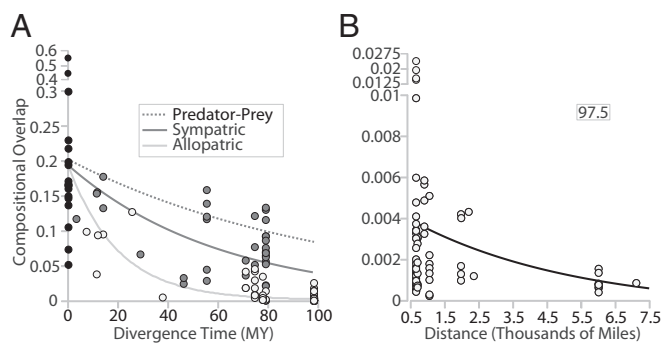 A
Compositional Overlap
0.6
0.5
0.4
0.3
0.25
0.2
0.15
0.1
0.05
0
Predator-Prey
Sympatric
Allopatric
0 20 40 60 80 100
Divergence Time (MY)
B
0.0275
0.02
0.0125
0.01
0.008
0.006
0.004
0.002
0
97.5
0.5 1.5 2.5 3.5 4.5 5.5 6.5 7.5
Distance (Thousands of Miles)